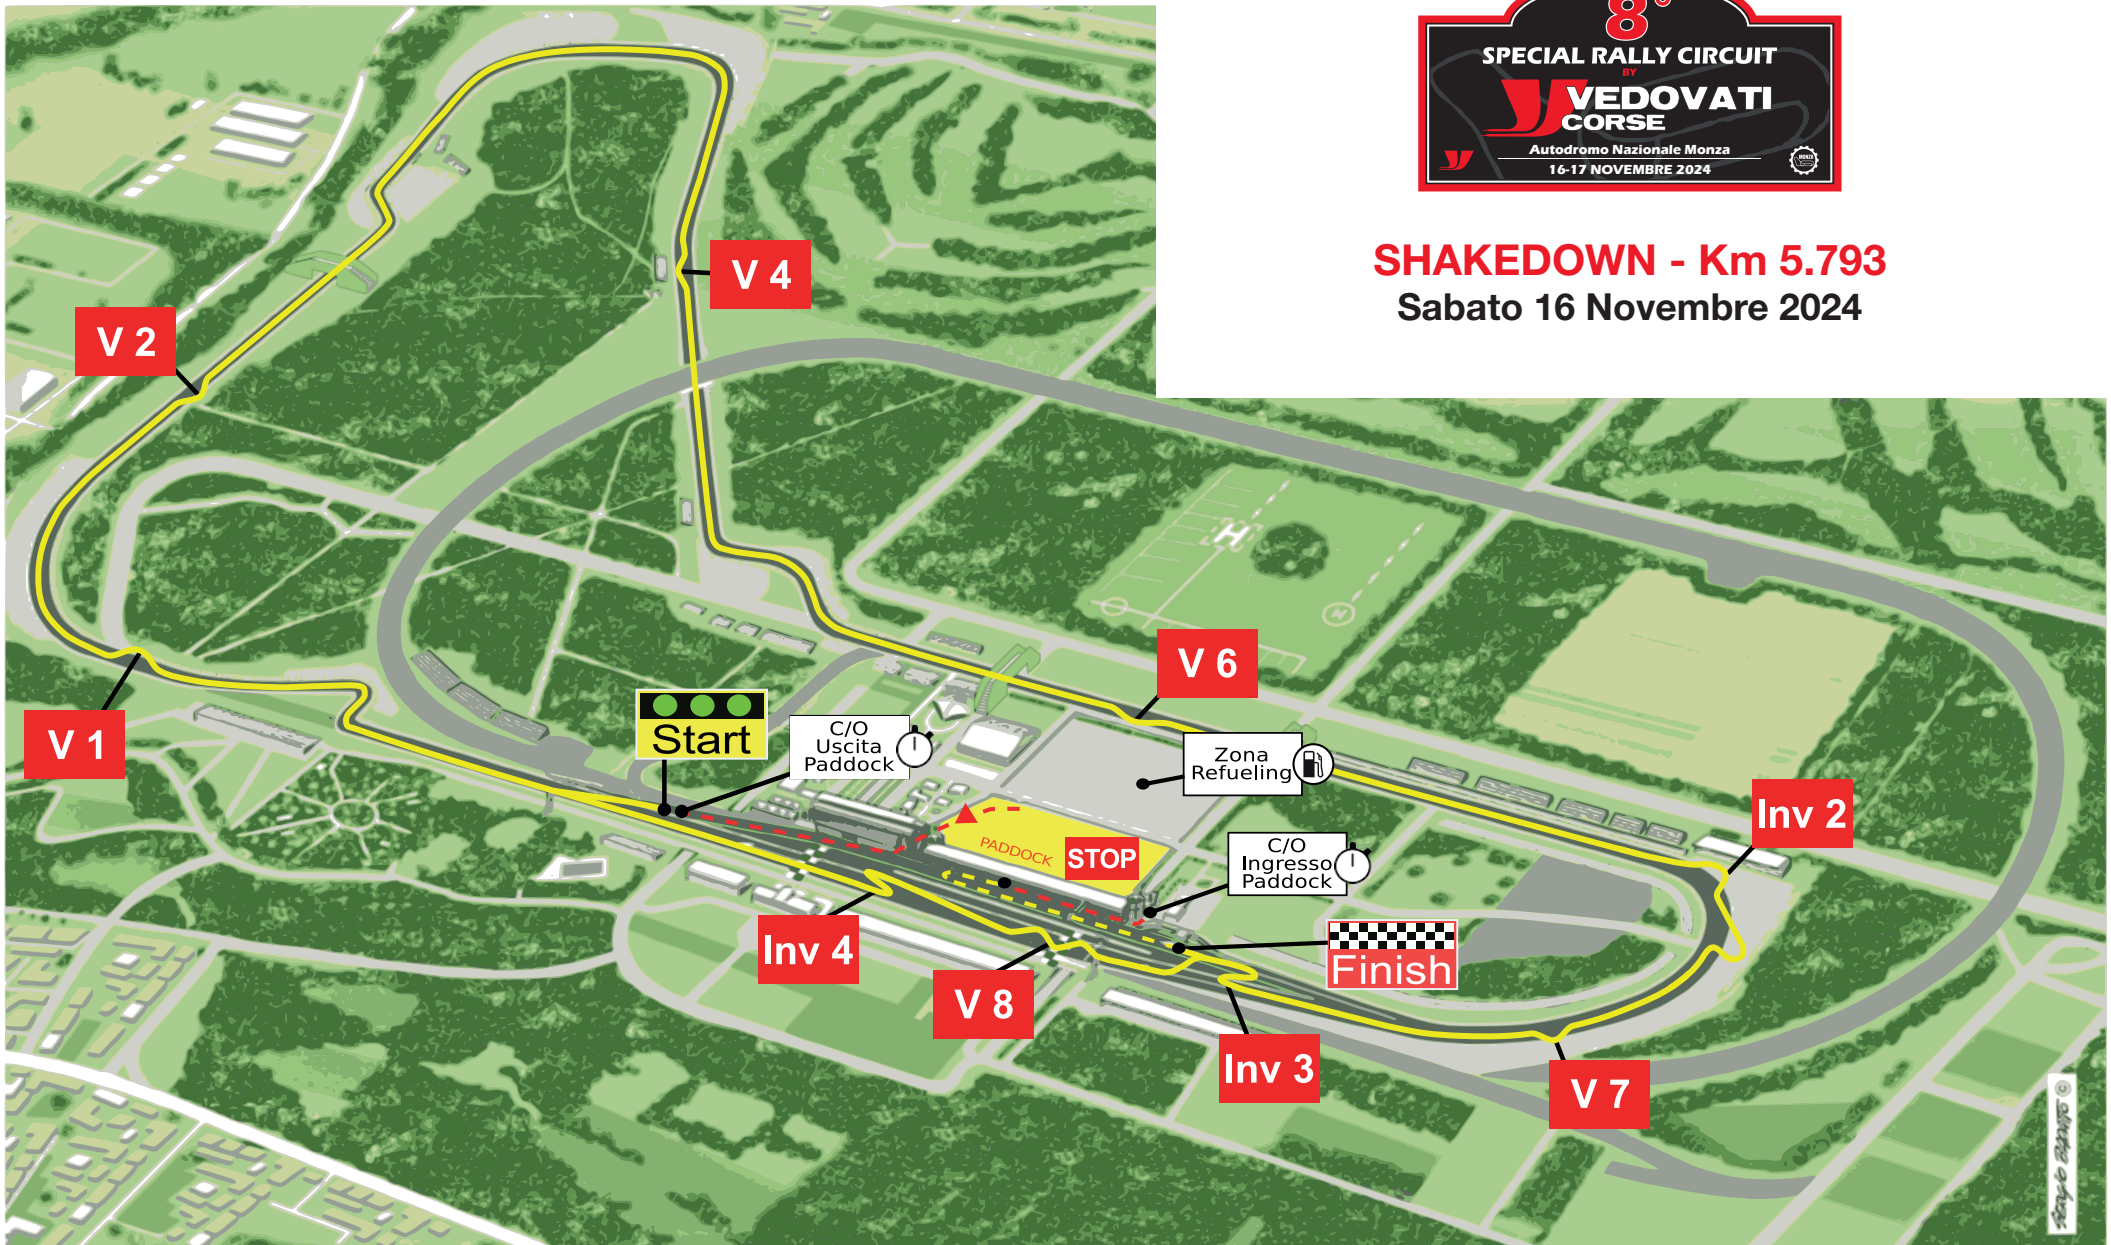 8°
SPECIAL RALLY CIRCUIT
BY
VEDOVATI
CORSE
Autodromo Nazionale Monza
16-17 NOVEMBRE 2024
MONZA
SHAKEDOWN - Km 5.793
Sabato 16 Novembre 2024
V 4
V 2
H
H
V 6
V 1
Start
C/O
Uscita
Paddock
Zona
Refueling
Inv 2
PADDOCK
STOP
C/O
Ingresso
Paddock
Inv 4
Finish
V 8
Inv 3
V 7